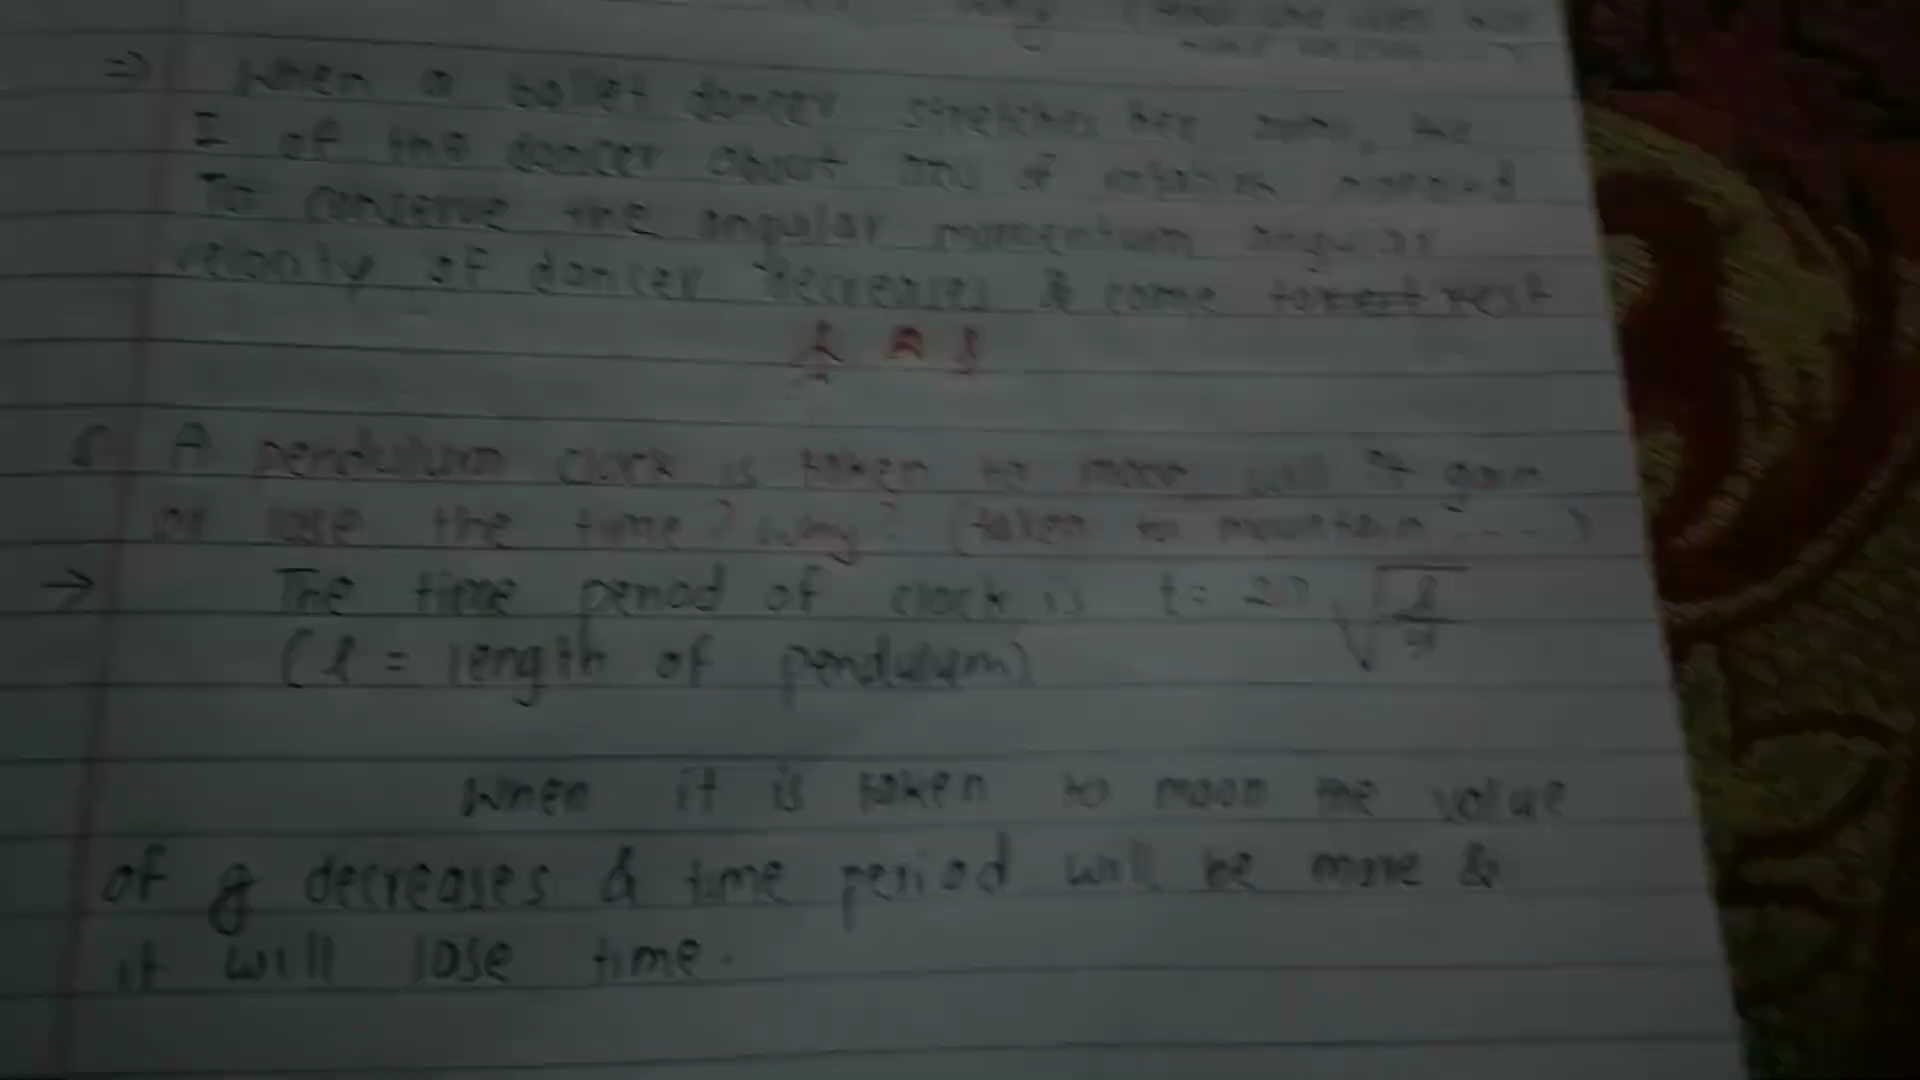 ⇒ When a ballet dancer stretches her arms, the
I of the dancer about axis of rotation
To conserve the angular momentum angular
velocity of dancer decreases & come rest
A pendulum clock is taken to moon will it gain
or lose the time? Why? (taken to mountain ....)
→ The time period of clock is t = 2π √(l/g)
(l = length of pendulum)
When it is taken to moon the value
of g decreases & time period will be more &
it will lose time.